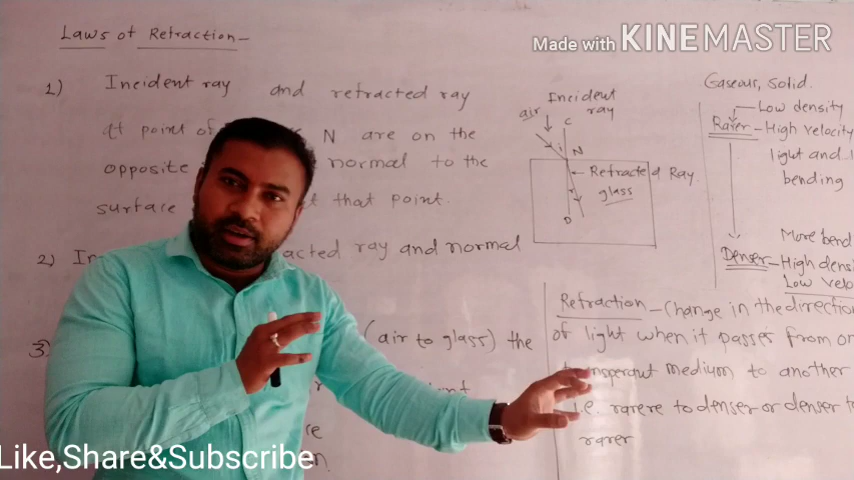 Laws of Refraction-
1) Incident ray and refracted ray
at point of N are on the
opposite normal to the
surface t that point.
2) In acted ray and normal
3) (air to glass) the
Made with KINEMASTER
Incident
ray
air
C
i
N
Refracted Ray
glass
r
D
Gaseous, Solid.
Low density
Rarer - High velocity
light and
bending
More bend
Denser - High densi
Low velo
Refraction - Change in the direction
of light when it passes from on
transperaut medium to another
i.e. rarere to denser or denser to
rarer
Like,Share&Subscribe